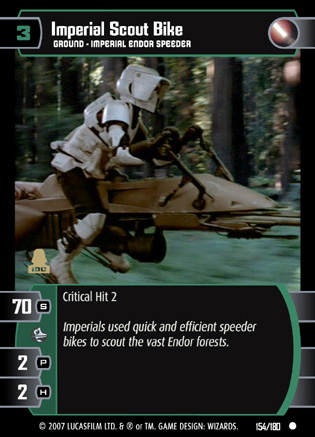 3
Imperial Scout Bike
GROUND - IMPERIAL ENDOR SPEEDER
IDC
70 S
Critical Hit 2
Imperials used quick and efficient speeder
bikes to scout the vast Endor forests.
2 P
2 H
© 2007 LUCASFILM LTD. & ® or TM. GAME DESIGN: WIZARDS. 154/180